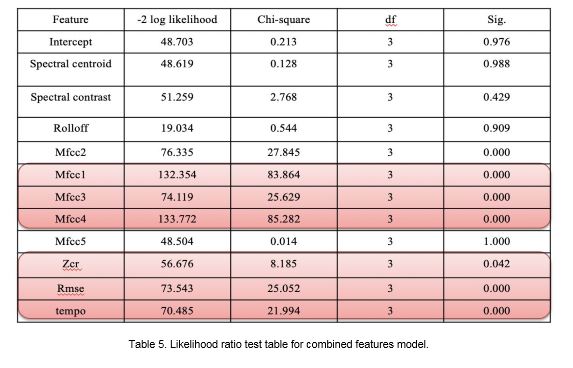 Feature -2 log likelihood Chi-square df Sig.
Intercept 48.703 0.213 3 0.976
Spectral centroid 48.619 0.128 3 0.988
Spectral contrast 51.259 2.768 3 0.429
Rolloff 19.034 0.544 3 0.909
Mfcc2 76.335 27.845 3 0.000
Mfcc1 132.354 83.864 3 0.000
Mfcc3 74.119 25.629 3 0.000
Mfcc4 133.772 85.282 3 0.000
Mfcc5 48.504 0.014 3 1.000
Zcr 56.676 8.185 3 0.042
Rmse 73.543 25.052 3 0.000
tempo 70.485 21.994 3 0.000
Table 5. Likelihood ratio test table for combined features model.